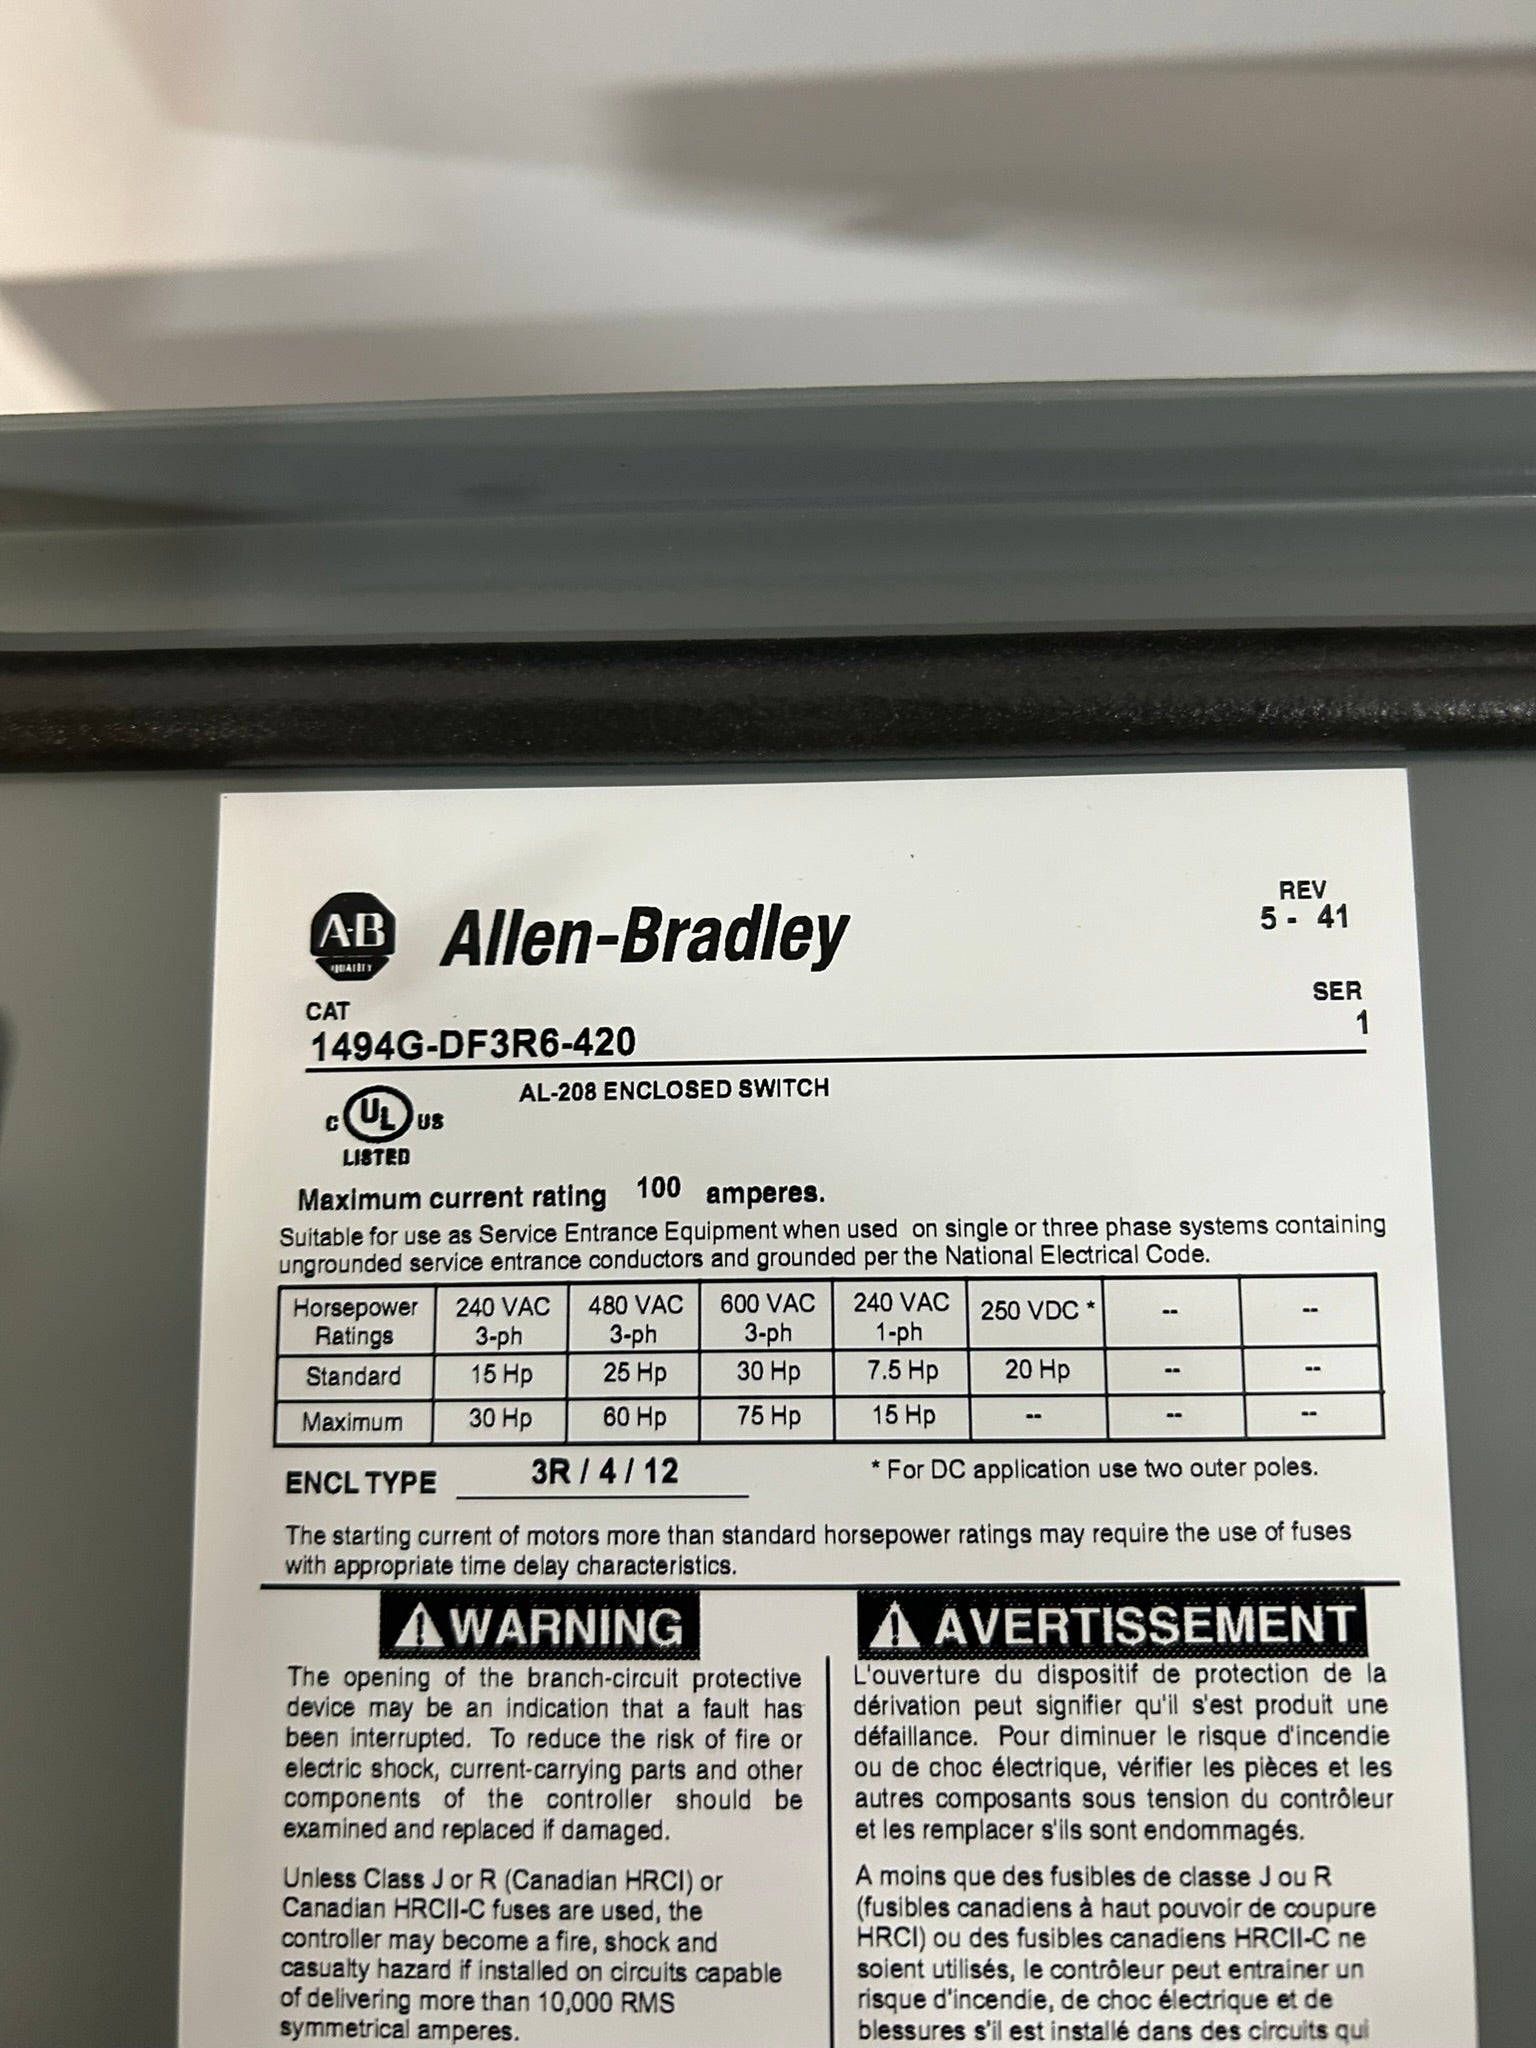 A-B
QUALITY
Allen-Bradley
REV
5 - 41
CAT
SER
1494G-DF3R6-420
1
C UL US
LISTED
AL-208 ENCLOSED SWITCH
Maximum current rating 100 amperes.
Suitable for use as Service Entrance Equipment when used on single or three phase systems containing
ungrounded service entrance conductors and grounded per the National Electrical Code.
Horsepower Ratings 240 VAC 3-ph 480 VAC 3-ph 600 VAC 3-ph 240 VAC 1-ph 250 VDC * -- --
Standard 15 Hp 25 Hp 30 Hp 7.5 Hp 20 Hp -- --
Maximum 30 Hp 60 Hp 75 Hp 15 Hp -- -- --
ENCL TYPE 3R / 4 / 12 * For DC application use two outer poles.
The starting current of motors more than standard horsepower ratings may require the use of fuses
with appropriate time delay characteristics.
WARNING
The opening of the branch-circuit protective
device may be an indication that a fault has
been interrupted. To reduce the risk of fire or
electric shock, current-carrying parts and other
components of the controller should be
examined and replaced if damaged.
Unless Class J or R (Canadian HRCI) or
Canadian HRCII-C fuses are used, the
controller may become a fire, shock and
casualty hazard if installed on circuits capable
of delivering more than 10,000 RMS
symmetrical amperes.
AVERTISSEMENT
L'ouverture du dispositif de protection de la
dérivation peut signifier qu'il s'est produit une
défaillance. Pour diminuer le risque d'incendie
ou de choc électrique, vérifier les pièces et les
autres composants sous tension du contrôleur
et les remplacer s'ils sont endommagés.
A moins que des fusibles de classe J ou R
(fusibles canadiens à haut pouvoir de coupure
HRCI) ou des fusibles canadiens HRCII-C ne
soient utilisés, le contrôleur peut entrainer un
risque d'incendie, de choc électrique et de
blessures s'il est installé dans des circuits qui